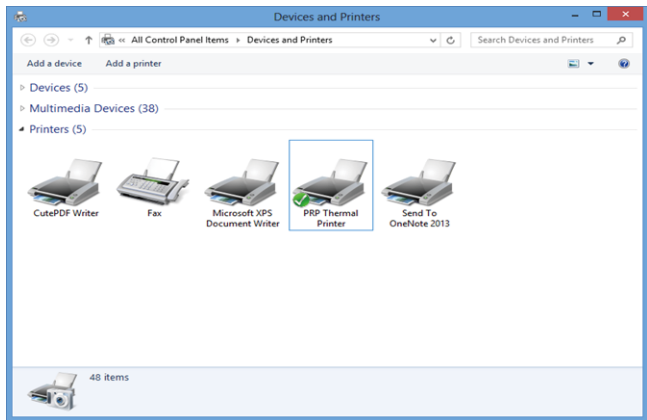 Devices and Printers
« All Control Panel Items Devices and Printers Search Devices and Printers
Add a device Add a printer
Devices (5)
Multimedia Devices (38)
Printers (5)
CutePDF Writer Fax Microsoft XPS PRP Thermal Send To
Document Writer Printer OneNote 2013
48 items